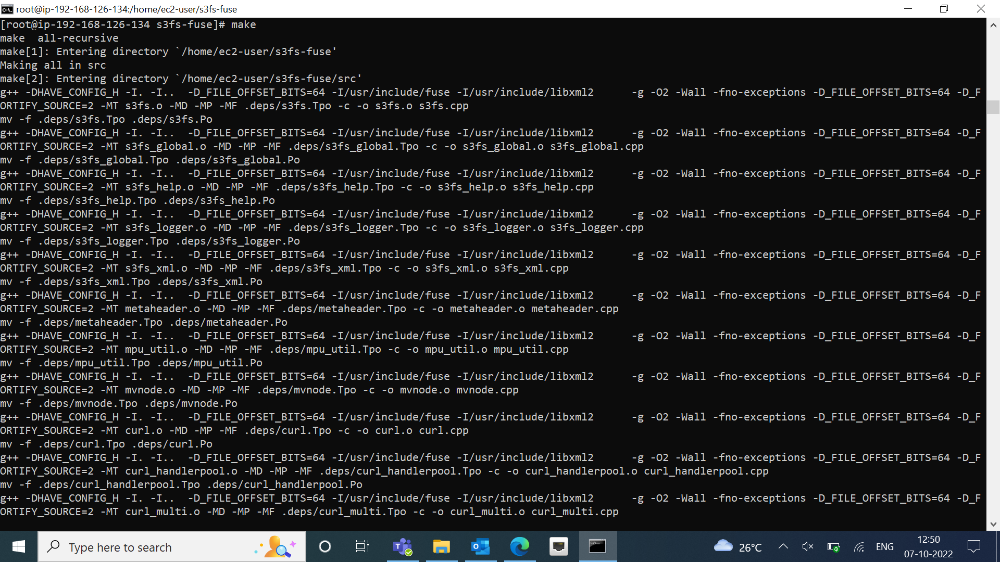 root@ip-192-168-126-134:/home/ec2-user/s3fs-fuse
[root@ip-192-168-126-134 s3fs-fuse]# make
make  all-recursive
make[1]: Entering directory `/home/ec2-user/s3fs-fuse'
Making all in src
make[2]: Entering directory `/home/ec2-user/s3fs-fuse/src'
g++ -DHAVE_CONFIG_H -I. -I..  -D_FILE_OFFSET_BITS=64 -I/usr/include/fuse -I/usr/include/libxml2      -g -O2 -Wall -fno-exceptions -D_FILE_OFFSET_BITS=64 -D_F
ORTIFY_SOURCE=2 -MT s3fs.o -MD -MP -MF .deps/s3fs.Tpo -c -o s3fs.o s3fs.cpp
mv -f .deps/s3fs.Tpo .deps/s3fs.Po
g++ -DHAVE_CONFIG_H -I. -I..  -D_FILE_OFFSET_BITS=64 -I/usr/include/fuse -I/usr/include/libxml2      -g -O2 -Wall -fno-exceptions -D_FILE_OFFSET_BITS=64 -D_F
ORTIFY_SOURCE=2 -MT s3fs_global.o -MD -MP -MF .deps/s3fs_global.Tpo -c -o s3fs_global.o s3fs_global.cpp
mv -f .deps/s3fs_global.Tpo .deps/s3fs_global.Po
g++ -DHAVE_CONFIG_H -I. -I..  -D_FILE_OFFSET_BITS=64 -I/usr/include/fuse -I/usr/include/libxml2      -g -O2 -Wall -fno-exceptions -D_FILE_OFFSET_BITS=64 -D_F
ORTIFY_SOURCE=2 -MT s3fs_help.o -MD -MP -MF .deps/s3fs_help.Tpo -c -o s3fs_help.o s3fs_help.cpp
mv -f .deps/s3fs_help.Tpo .deps/s3fs_help.Po
g++ -DHAVE_CONFIG_H -I. -I..  -D_FILE_OFFSET_BITS=64 -I/usr/include/fuse -I/usr/include/libxml2      -g -O2 -Wall -fno-exceptions -D_FILE_OFFSET_BITS=64 -D_F
ORTIFY_SOURCE=2 -MT s3fs_logger.o -MD -MP -MF .deps/s3fs_logger.Tpo -c -o s3fs_logger.o s3fs_logger.cpp
mv -f .deps/s3fs_logger.Tpo .deps/s3fs_logger.Po
g++ -DHAVE_CONFIG_H -I. -I..  -D_FILE_OFFSET_BITS=64 -I/usr/include/fuse -I/usr/include/libxml2      -g -O2 -Wall -fno-exceptions -D_FILE_OFFSET_BITS=64 -D_F
ORTIFY_SOURCE=2 -MT s3fs_xml.o -MD -MP -MF .deps/s3fs_xml.Tpo -c -o s3fs_xml.o s3fs_xml.cpp
mv -f .deps/s3fs_xml.Tpo .deps/s3fs_xml.Po
g++ -DHAVE_CONFIG_H -I. -I..  -D_FILE_OFFSET_BITS=64 -I/usr/include/fuse -I/usr/include/libxml2      -g -O2 -Wall -fno-exceptions -D_FILE_OFFSET_BITS=64 -D_F
ORTIFY_SOURCE=2 -MT metaheader.o -MD -MP -MF .deps/metaheader.Tpo -c -o metaheader.o metaheader.cpp
mv -f .deps/metaheader.Tpo .deps/metaheader.Po
g++ -DHAVE_CONFIG_H -I. -I..  -D_FILE_OFFSET_BITS=64 -I/usr/include/fuse -I/usr/include/libxml2      -g -O2 -Wall -fno-exceptions -D_FILE_OFFSET_BITS=64 -D_F
ORTIFY_SOURCE=2 -MT mpu_util.o -MD -MP -MF .deps/mpu_util.Tpo -c -o mpu_util.o mpu_util.cpp
mv -f .deps/mpu_util.Tpo .deps/mpu_util.Po
g++ -DHAVE_CONFIG_H -I. -I..  -D_FILE_OFFSET_BITS=64 -I/usr/include/fuse -I/usr/include/libxml2      -g -O2 -Wall -fno-exceptions -D_FILE_OFFSET_BITS=64 -D_F
ORTIFY_SOURCE=2 -MT mvnode.o -MD -MP -MF .deps/mvnode.Tpo -c -o mvnode.o mvnode.cpp
mv -f .deps/mvnode.Tpo .deps/mvnode.Po
g++ -DHAVE_CONFIG_H -I. -I..  -D_FILE_OFFSET_BITS=64 -I/usr/include/fuse -I/usr/include/libxml2      -g -O2 -Wall -fno-exceptions -D_FILE_OFFSET_BITS=64 -D_F
ORTIFY_SOURCE=2 -MT curl.o -MD -MP -MF .deps/curl.Tpo -c -o curl.o curl.cpp
mv -f .deps/curl.Tpo .deps/curl.Po
g++ -DHAVE_CONFIG_H -I. -I..  -D_FILE_OFFSET_BITS=64 -I/usr/include/fuse -I/usr/include/libxml2      -g -O2 -Wall -fno-exceptions -D_FILE_OFFSET_BITS=64 -D_F
ORTIFY_SOURCE=2 -MT curl_handlerpool.o -MD -MP -MF .deps/curl_handlerpool.Tpo -c -o curl_handlerpool.o curl_handlerpool.cpp
mv -f .deps/curl_handlerpool.Tpo .deps/curl_handlerpool.Po
g++ -DHAVE_CONFIG_H -I. -I..  -D_FILE_OFFSET_BITS=64 -I/usr/include/fuse -I/usr/include/libxml2      -g -O2 -Wall -fno-exceptions -D_FILE_OFFSET_BITS=64 -D_F
ORTIFY_SOURCE=2 -MT curl_multi.o -MD -MP -MF .deps/curl_multi.Tpo -c -o curl_multi.o curl_multi.cpp
Type here to search
26°C
ENG
12:50
07-10-2022